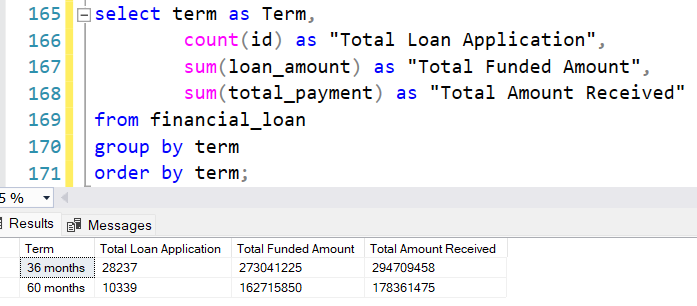 165 select term as Term,
166 count(id) as "Total Loan Application",
167 sum(loan_amount) as "Total Funded Amount",
168 sum(total_payment) as "Total Amount Received"
169 from financial_loan
170 group by term
171 order by term;
5 %
Results Messages
Term Total Loan Application Total Funded Amount Total Amount Received
36 months 28237 273041225 294709458
60 months 10339 162715850 178361475